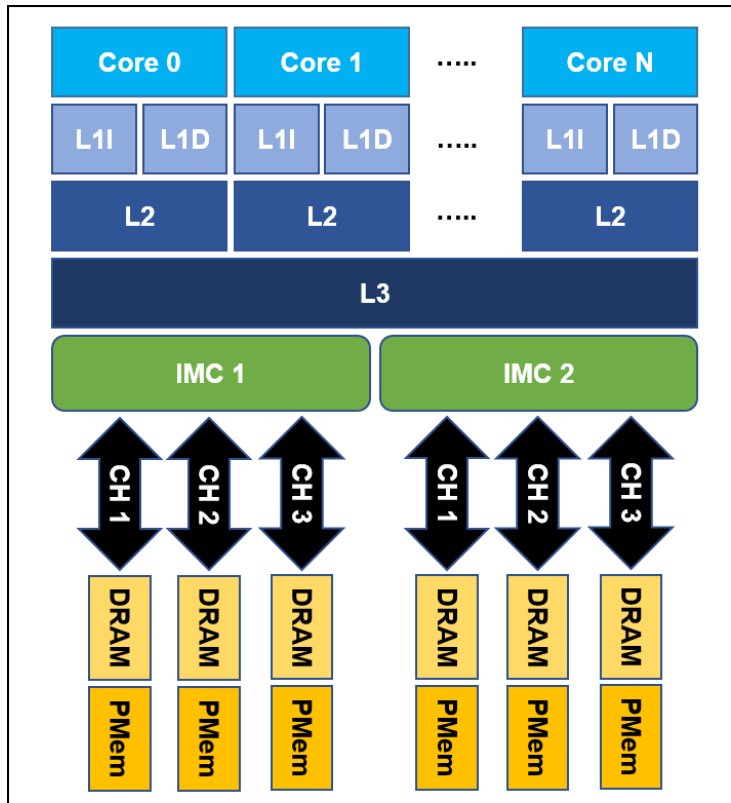 Core 0 Core 1 ..... Core N
L1I L1D L1I L1D ..... L1I L1D
L2 L2 ..... L2
L3
IMC 1 IMC 2
CH 1 CH 2 CH 3 CH 1 CH 2 CH 3
DRAM DRAM DRAM DRAM DRAM DRAM
PMem PMem PMem PMem PMem PMem